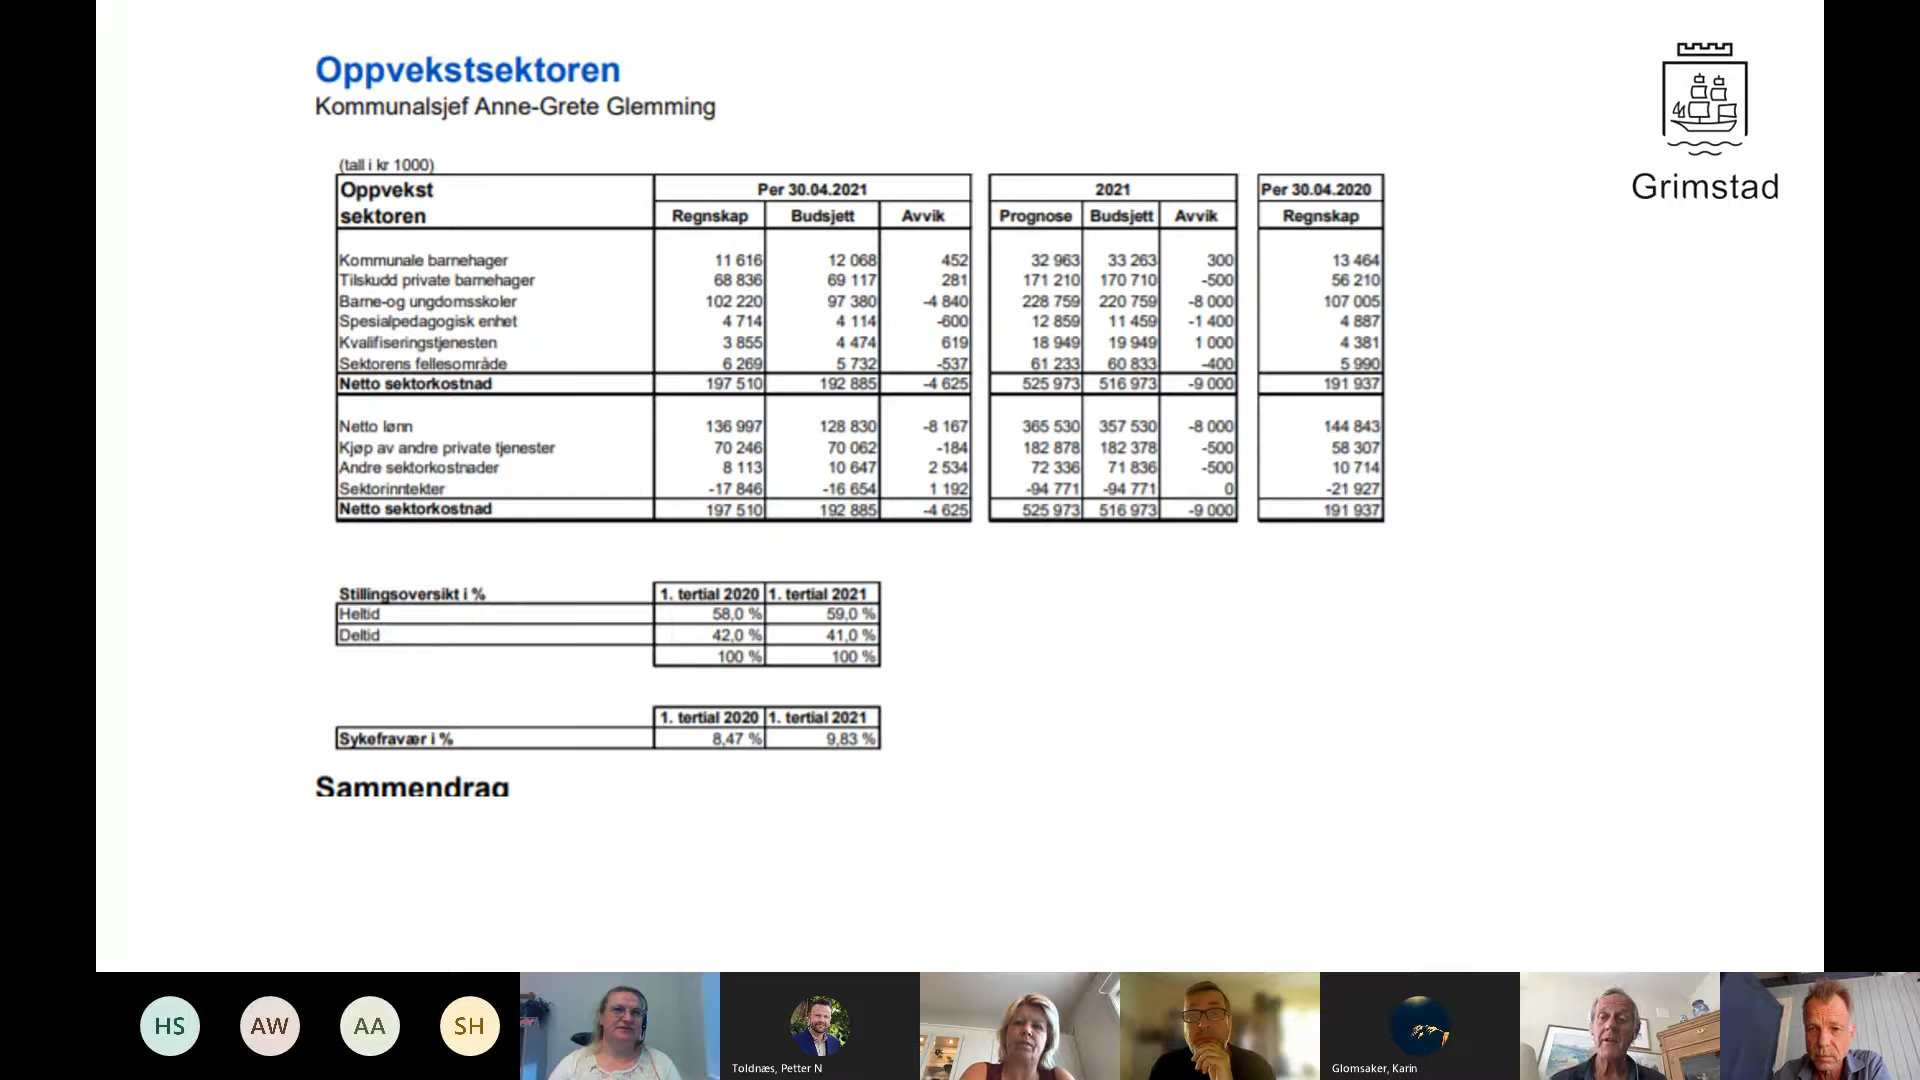 Oppvekstsektoren
Kommunalsjef Anne-Grete Glemming
Grimstad
(tall i kr 1000)
Oppvekst sektoren Per 30.04.2021 2021 Per 30.04.2020
Regnskap Budsjett Avvik Prognose Budsjett Avvik Regnskap
Kommunale barnehager 11 616 12 068 452 32 963 33 263 300 13 464
Tilskudd private barnehager 68 836 69 117 281 171 210 170 710 -500 56 210
Barne-og ungdomsskoler 102 220 97 380 -4 840 228 759 220 759 -8 000 107 005
Spesialpedagogisk enhet 4 714 4 114 -600 12 859 11 459 -1 400 4 887
Kvalifiseringstjenesten 3 855 4 474 619 18 949 19 949 1 000 4 381
Sektorens fellesområde 6 269 5 732 -537 61 233 60 833 -400 5 990
Netto sektorkostnad 197 510 192 885 -4 625 525 973 516 973 -9 000 191 937
Netto lønn 136 997 128 830 -8 167 365 530 357 530 -8 000 144 843
Kjøp av andre private tjenester 70 246 70 062 -184 182 878 182 378 -500 58 307
Andre sektorkostnader 8 113 10 647 2 534 72 336 71 836 -500 10 714
Sektorinntekter -17 846 -16 654 1 192 -94 771 -94 771 0 -21 927
Netto sektorkostnad 197 510 192 885 -4 625 525 973 516 973 -9 000 191 937
Stillingsoversikt i % 1. tertial 2020 1. tertial 2021
Heltid 58,0 % 59,0 %
Deltid 42,0 % 41,0 %
100 % 100 %
1. tertial 2020 1. tertial 2021
Sykefravær i % 8,47 % 9,83 %
Sammendrag
HS AW AA SH
Toldnæs, Petter N
Glomsaker, Karin